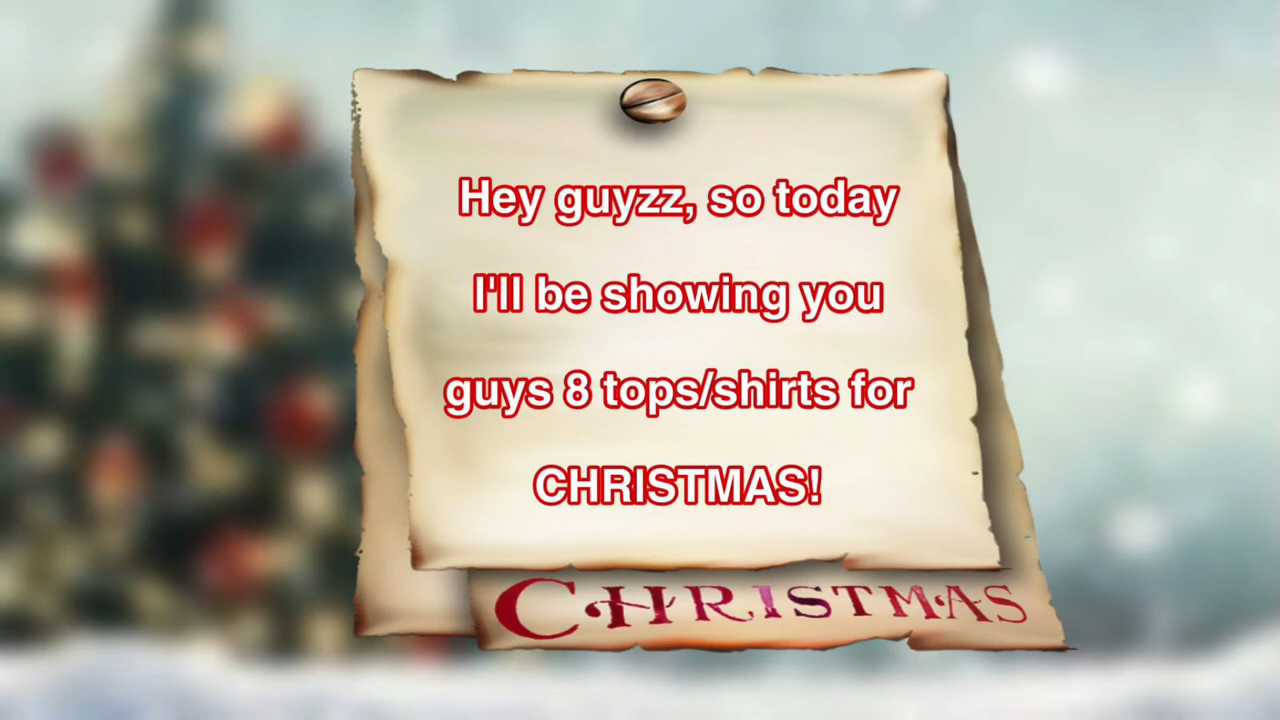 Hey guyzz, so today
I'll be showing you
guys 8 tops/shirts for
CHRISTMAS!
CHRISTMAS